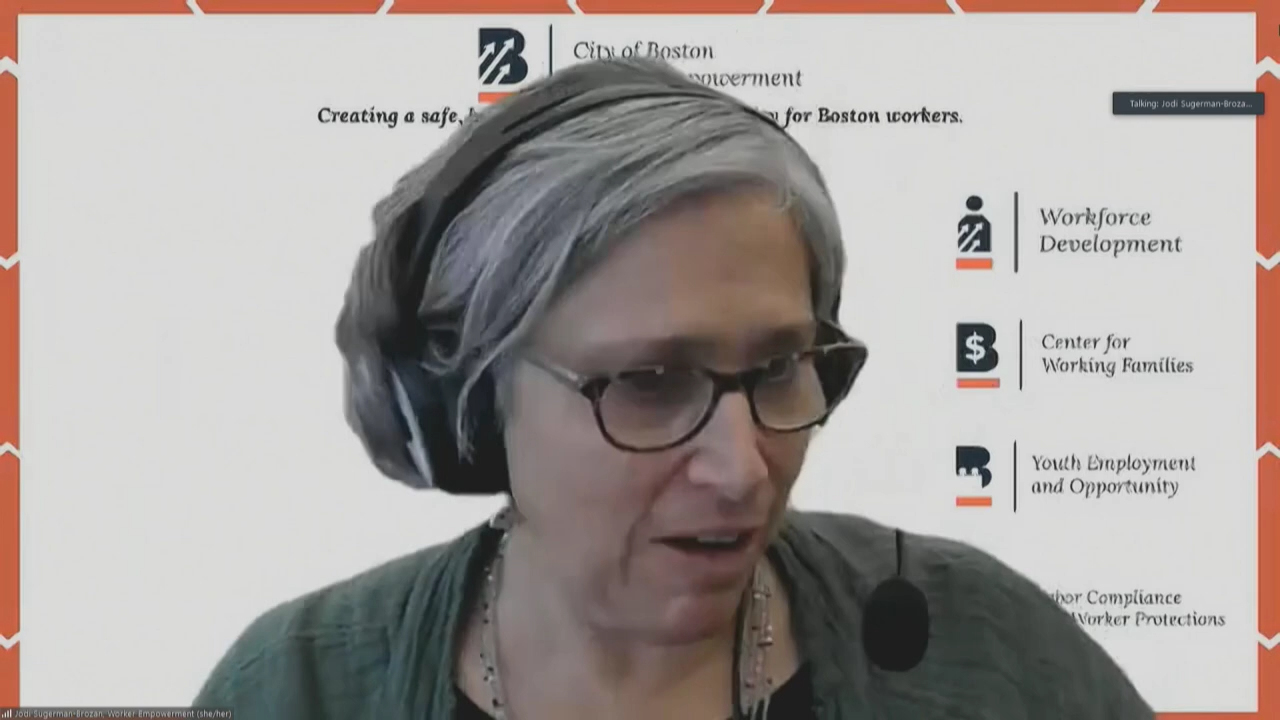 City of Boston
powerment
Creating a safe, for Boston workers.
Talking: Jodi Sugerman-Broza...
Workforce
Development
$
Center for
Working Families
Youth Employment
and Opportunity
bor Compliance
Worker Protections
Jodi Sugerman-Brozan, Worker Empowerment (she/her)